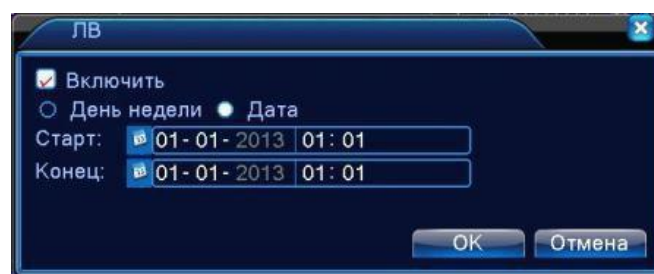 ЛВ
Включить
День недели Дата
Старт: 01-01-2013 01:01
Конец: 01-01-2013 01:01
OK Отмена